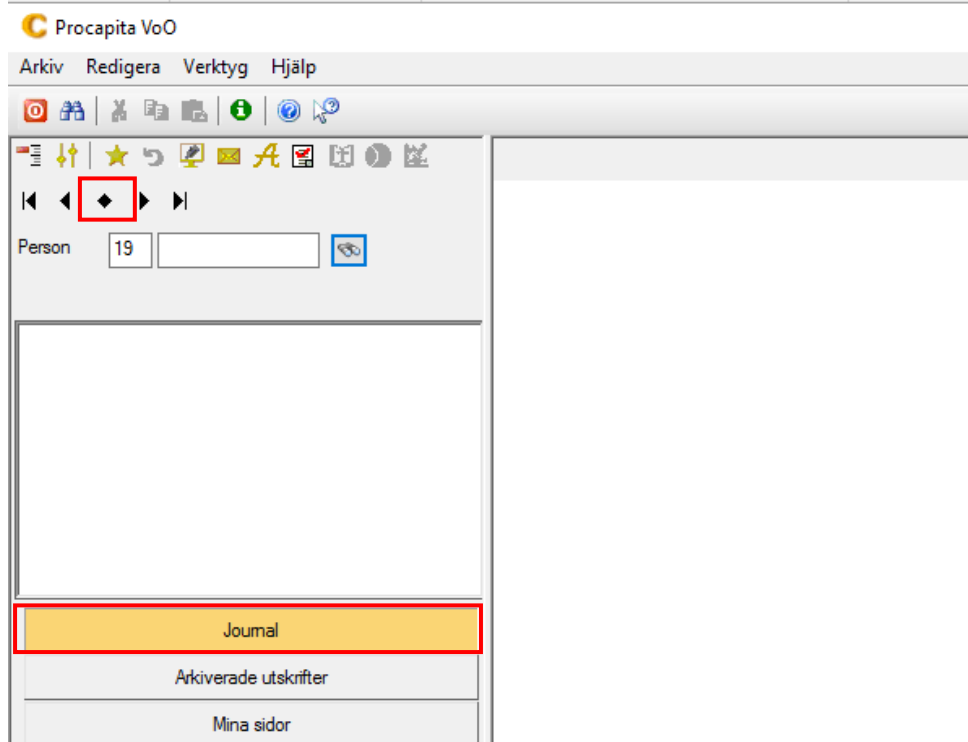 Procapita VoO
Arkiv Redigera Verktyg Hjälp
Person 19
Journal
Arkiverade utskrifter
Mina sidor